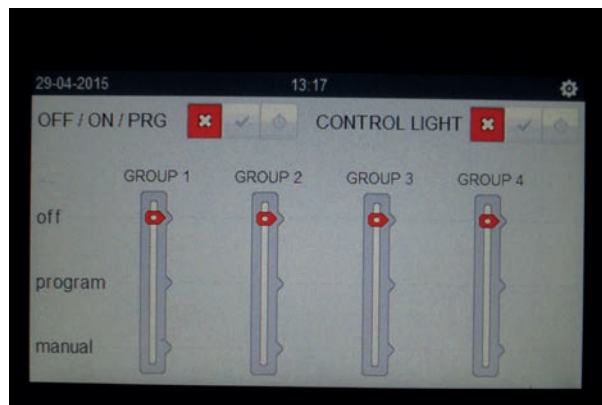 29-04-2015 13:17
OFF / ON / PRG CONTROL LIGHT
GROUP 1 GROUP 2 GROUP 3 GROUP 4
off
program
manual